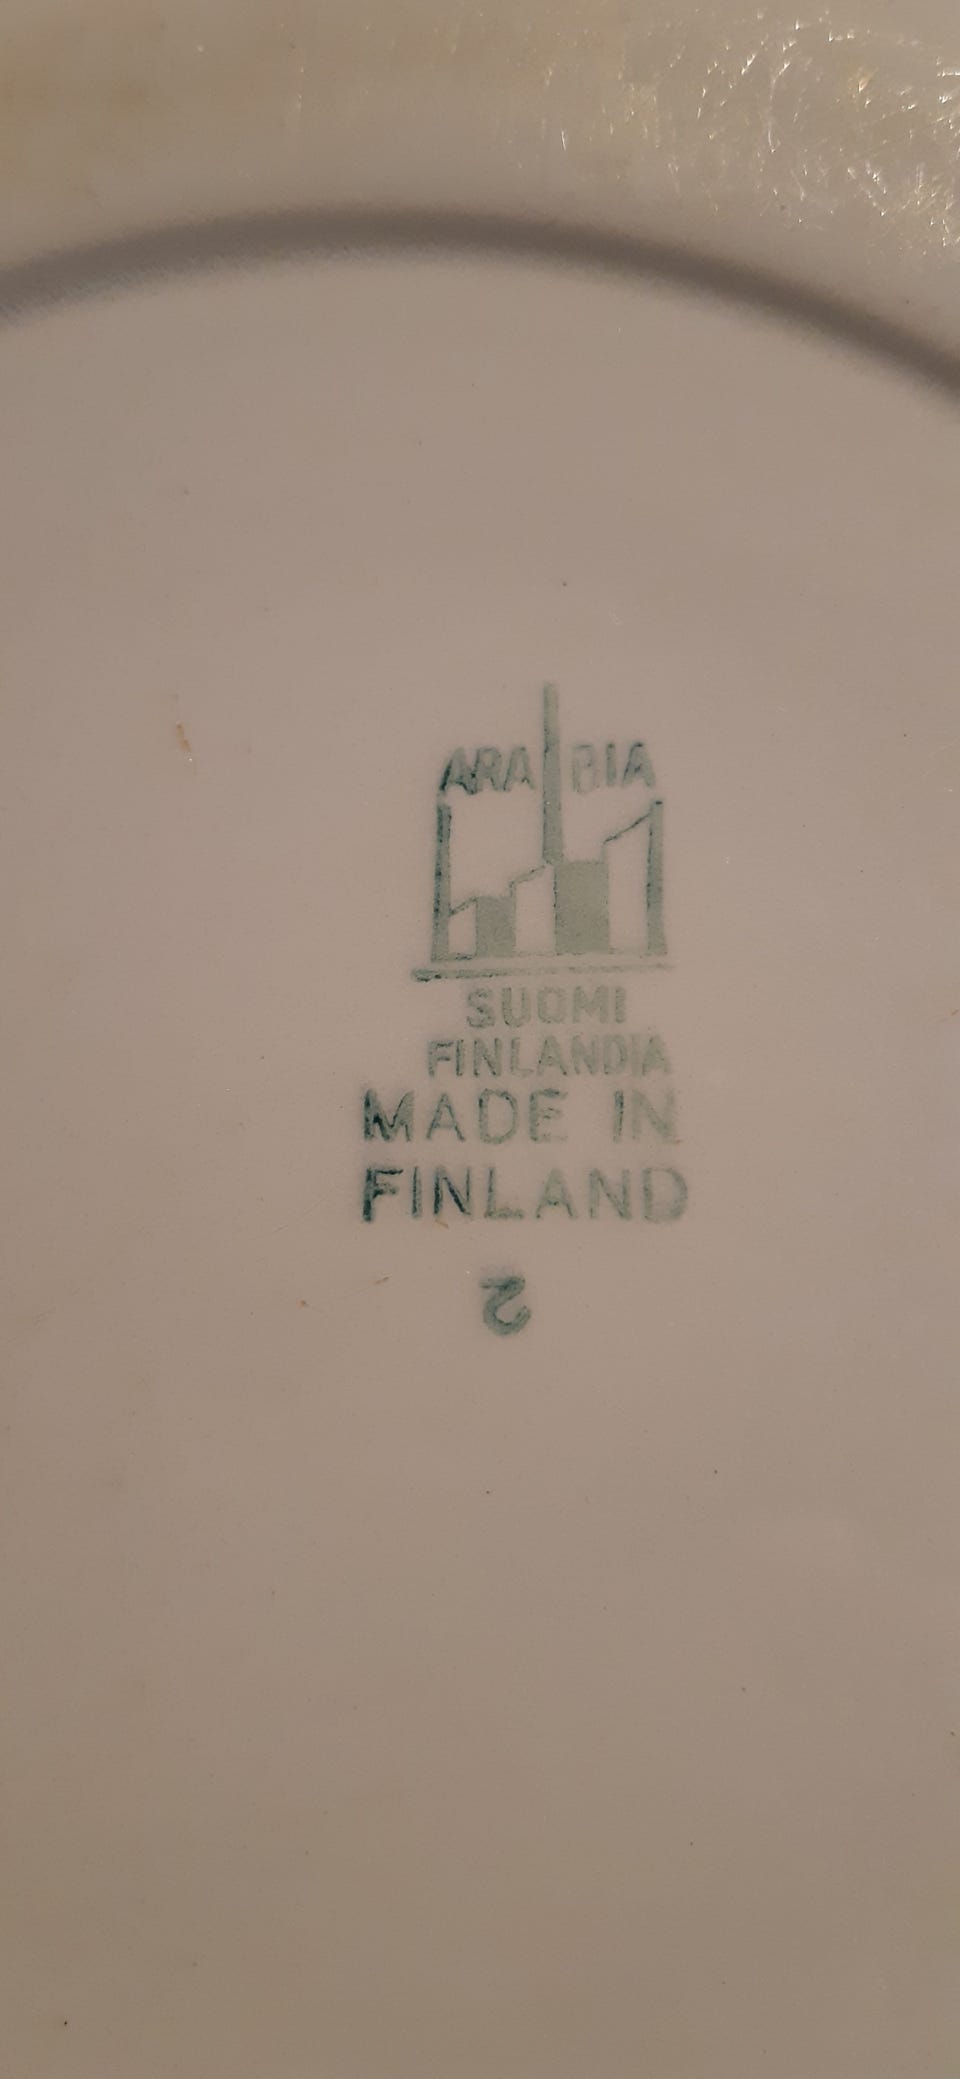 ARABIA
SUOMI
FINLANDIA
MADE IN
FINLAND
2